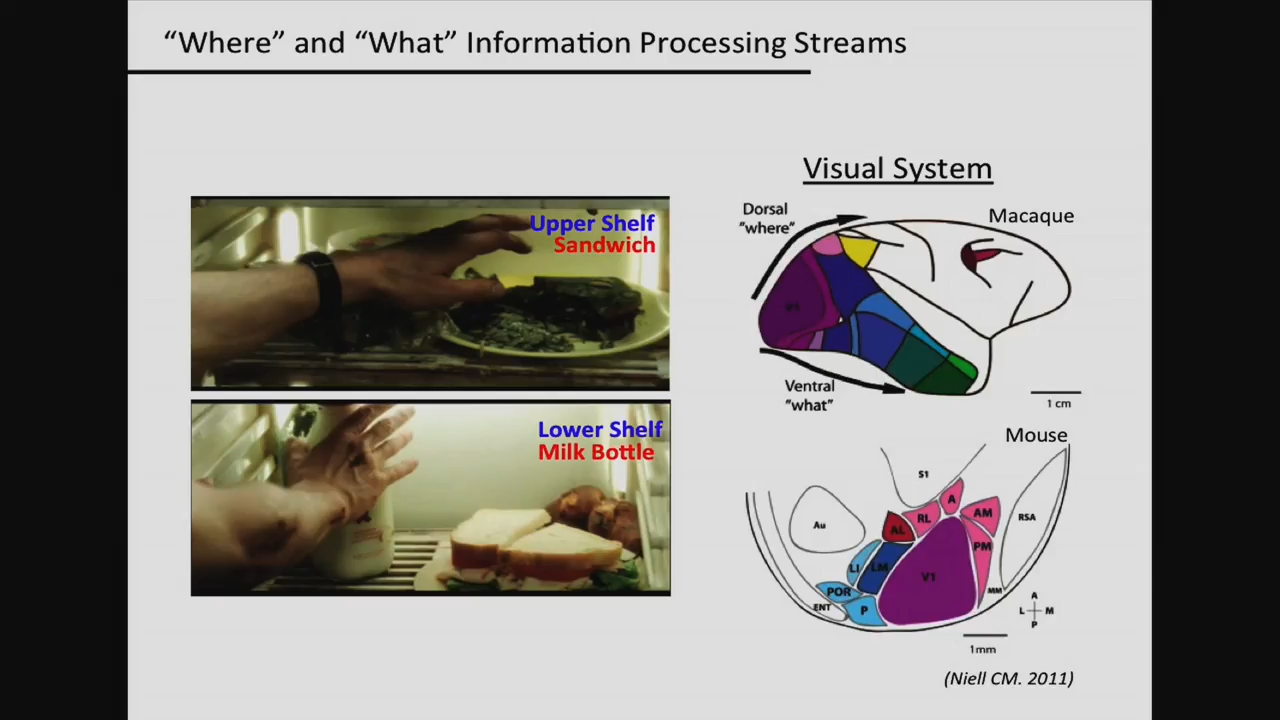 “Where” and “What” Information Processing Streams
Upper Shelf
Sandwich
Lower Shelf
Milk Bottle
Visual System
Dorsal
"where"
Macaque
V1
Ventral
"what"
1 cm
Mouse
S1
A
Au
AL
RL
AM
RSA
PM
LI
LM
V1
POR
MM
ENT
P
A
L
M
P
1mm
(Niell CM. 2011)